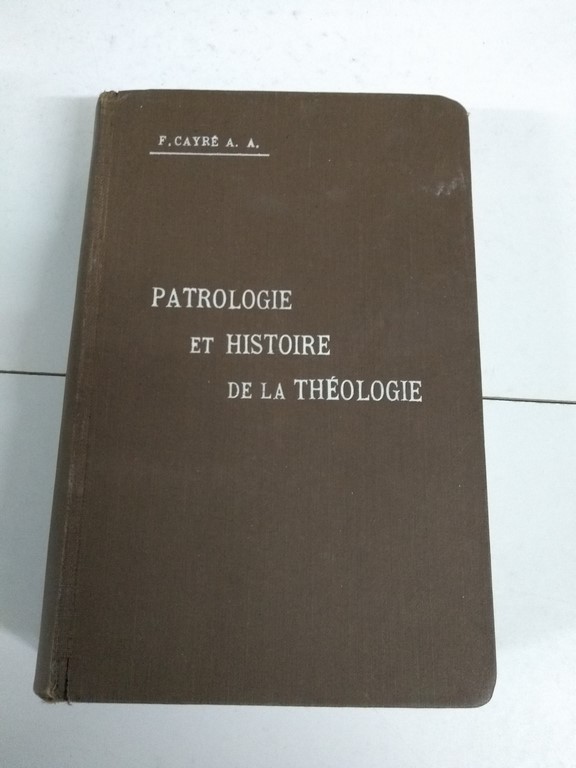 F. CAYRÉ A. A.
PATROLOGIE
ET HISTOIRE
DE LA THÉOLOGIE